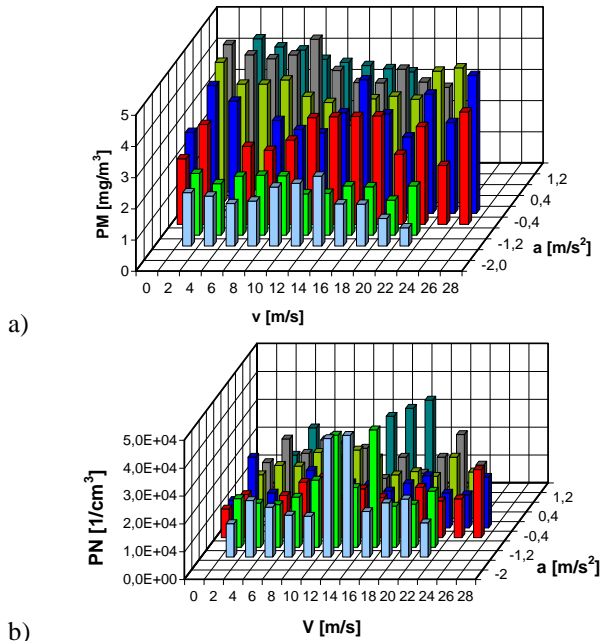 5
4
3
2
1
0
PM [mg/m³]
1,2
0,4
-0,4
-1,2
-2,0
a [m/s²]
0 2 4 6 8 10 12 14 16 18 20 22 24 26 28
v [m/s]
a)
5,0E+04
4,0E+04
3,0E+04
2,0E+04
1,0E+04
0,0E+00
PN [1/cm³]
1,2
0,4
-0,4
-1,2
-2
a [m/s²]
0 2 4 6 8 10 12 14 16 18 20 22 24 26 28
V [m/s]
b)